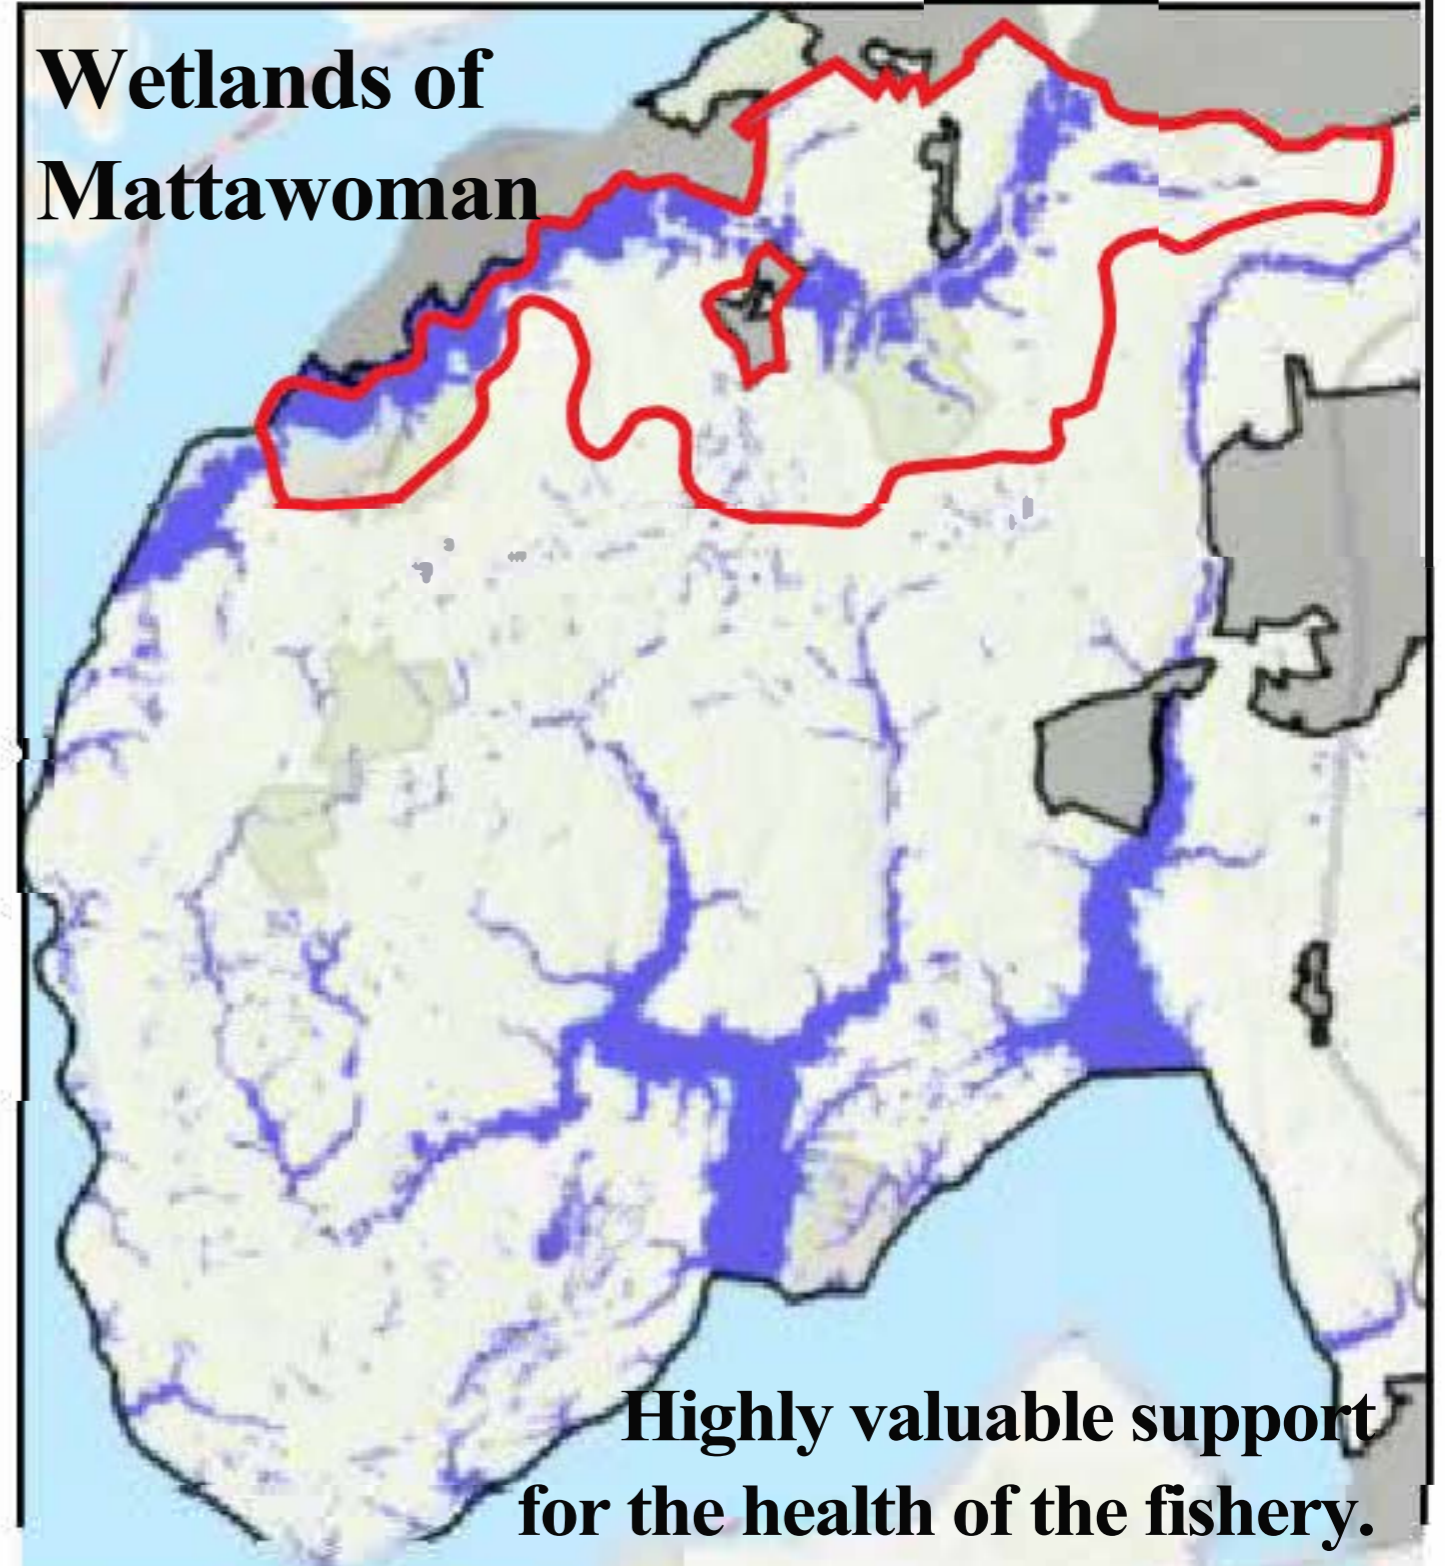 Wetlands of
Mattawoman
Highly valuable support
for the health of the fishery.